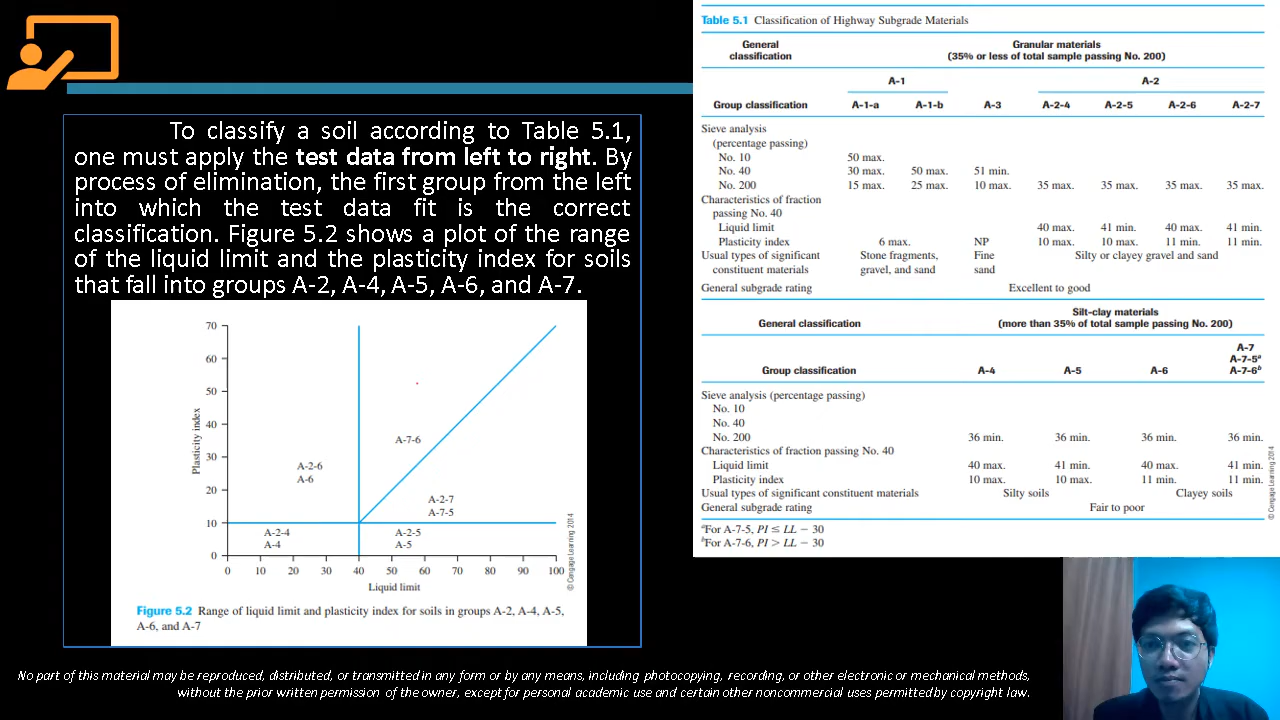 To classify a soil according to Table 5.1,
one must apply the test data from left to right. By
process of elimination, the first group from the left
into which the test data fit is the correct
classification. Figure 5.2 shows a plot of the range
of the liquid limit and the plasticity index for soils
that fall into groups A-2, A-4, A-5, A-6, and A-7.
70
60
50
40
30
20
10
0
Plasticity index
A-7-6
A-2-6
A-6
A-2-7
A-7-5
A-2-4
A-4
A-2-5
A-5
0 10 20 30 40 50 60 70 80 90 100
Liquid limit
© Cengage Learning 2014
Figure 5.2 Range of liquid limit and plasticity index for soils in groups A-2, A-4, A-5,
A-6, and A-7
Table 5.1 Classification of Highway Subgrade Materials
General
classification
Granular materials
(35% or less of total sample passing No. 200)
A-1 A-2
Group classification A-1-a A-1-b A-3 A-2-4 A-2-5 A-2-6 A-2-7
Sieve analysis
(percentage passing)
No. 10 50 max.
No. 40 30 max. 50 max. 51 min.
No. 200 15 max. 25 max. 10 max. 35 max. 35 max. 35 max. 35 max.
Characteristics of fraction
passing No. 40
Liquid limit 40 max. 41 min. 40 max. 41 min.
Plasticity index 6 max. NP 10 max. 10 max. 11 min. 11 min.
Usual types of significant Stone fragments, Fine Silty or clayey gravel and sand
constituent materials gravel, and sand sand
General subgrade rating Excellent to good
General classification
Silt-clay materials
(more than 35% of total sample passing No. 200)
A-7
A-7-5ᵃ
Group classification A-4 A-5 A-6 A-7-6ᵇ
Sieve analysis (percentage passing)
No. 10
No. 40
No. 200 36 min. 36 min. 36 min. 36 min.
Characteristics of fraction passing No. 40
Liquid limit 40 max. 41 min. 40 max. 41 min.
Plasticity index 10 max. 10 max. 11 min. 11 min.
Usual types of significant constituent materials Silty soils Clayey soils
General subgrade rating Fair to poor
© Cengage Learning 2014
ᵃFor A-7-5, PI ≤ LL − 30
ᵇFor A-7-6, PI > LL − 30
No part of this material may be reproduced, distributed, or transmitted in any form or by any means, including photocopying, recording, or other electronic or mechanical methods,
without the prior written permission of the owner, except for personal academic use and certain other noncommercial uses permitted by copyright law.